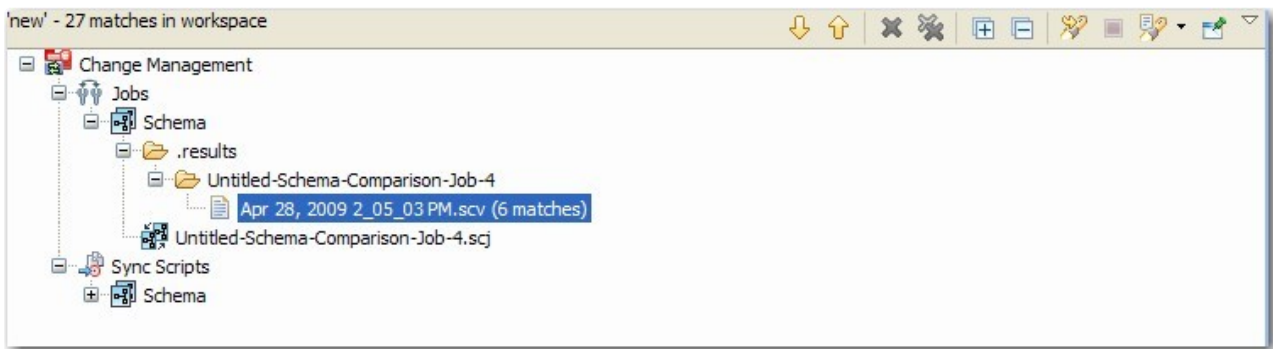 'new' - 27 matches in workspace
Change Management
Jobs
Schema
.results
Untitled-Schema-Comparison-Job-4
Apr 28, 2009 2_05_03 PM.scv (6 matches)
Untitled-Schema-Comparison-Job-4.scj
Sync Scripts
Schema